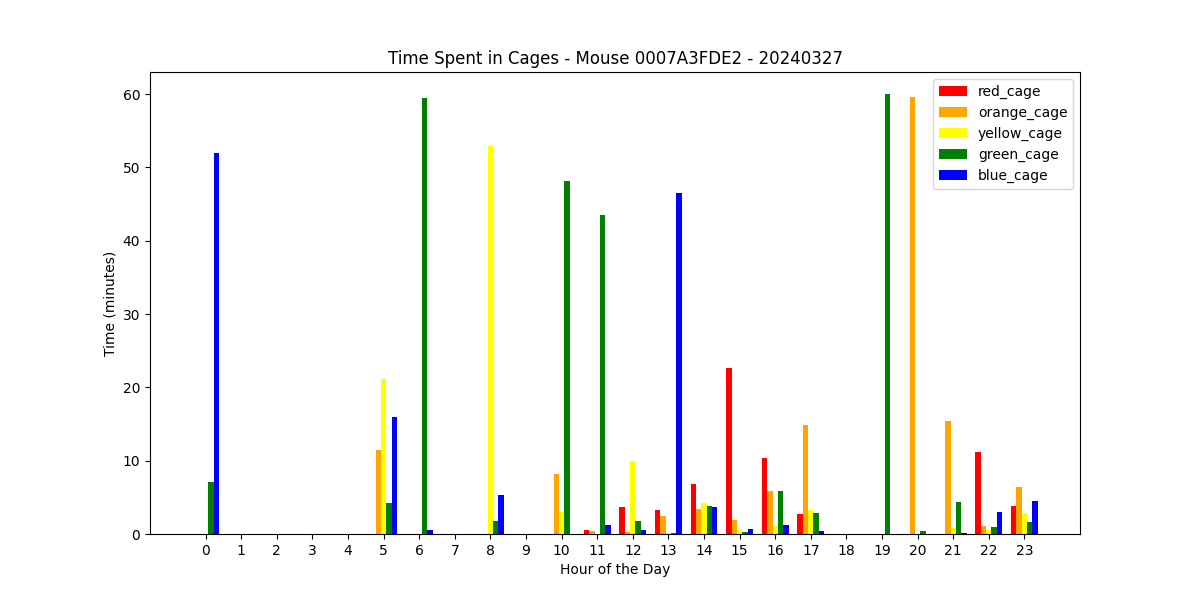 Time Spent in Cages - Mouse 0007A3FDE2 - 20240327
red_cage
orange_cage
yellow_cage
green_cage
blue_cage
60
50
40
30
20
10
0
Time (minutes)
0 1 2 3 4 5 6 7 8 9 10 11 12 13 14 15 16 17 18 19 20 21 22 23
Hour of the Day